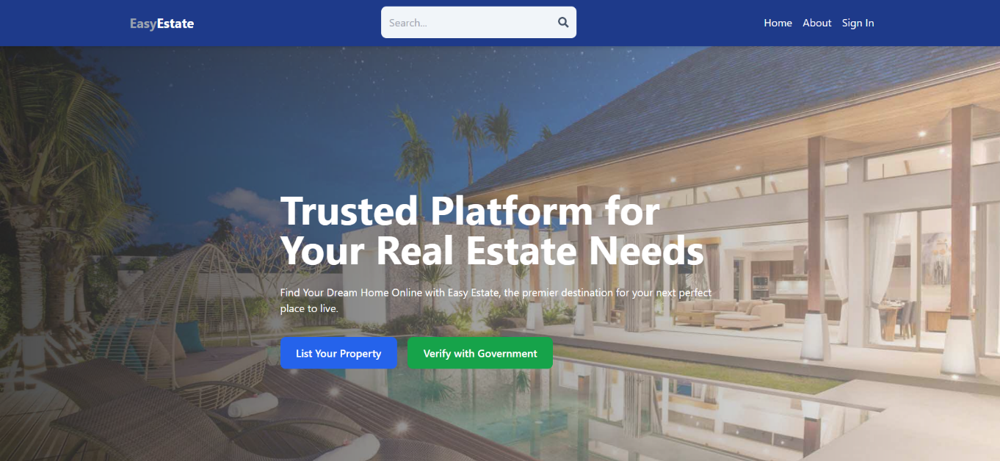 EasyEstate
Search...
Home
About
Sign In
Trusted Platform for
Your Real Estate Needs
Find Your Dream Home Online with Easy Estate, the premier destination for your next perfect
place to live.
List Your Property
Verify with Government